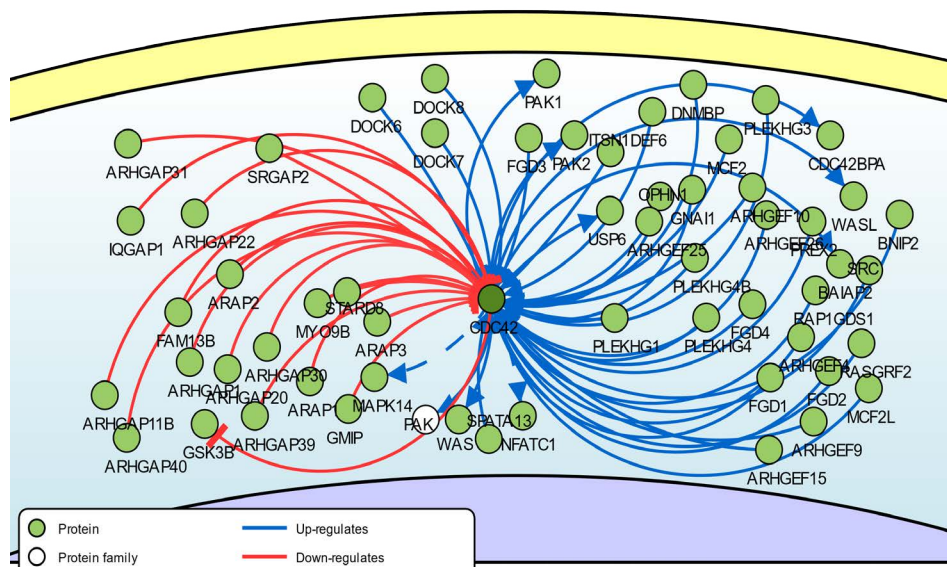 DOCK8
PAK1
DOCK6
DNMBP
PLEKHG3
DOCK7
FGD3
PAK2
ITSN1
DEF6
MCF2
CDC42BPA
ARHGAP31
SRGAP2
OPHN1
GNAI1
ARHGEF10
WASL
IQGAP1
ARHGAP22
USP6
ARHGEF25
ARHGEF26
PREX2
BNIP2
ARAP2
STARD8
PLEKHG4B
SRC
BAIAP2
FAM13B
MYO9B
CDC42
RAP1GDS1
ARAP3
PLEKHG1
PLEKHG4
FGD4
ARHGAP1
ARHGAP30
ARHGEF4
RASGRF2
ARHGAP20
ARAP1
MAPK14
FGD1
FGD2
MCF2L
ARHGAP11B
GMIP
PAK
SPATA13
ARHGAP40
GSK3B
ARHGAP39
WAS
NFATC1
ARHGEF9
ARHGEF15
Protein
Up-regulates
Protein family
Down-regulates